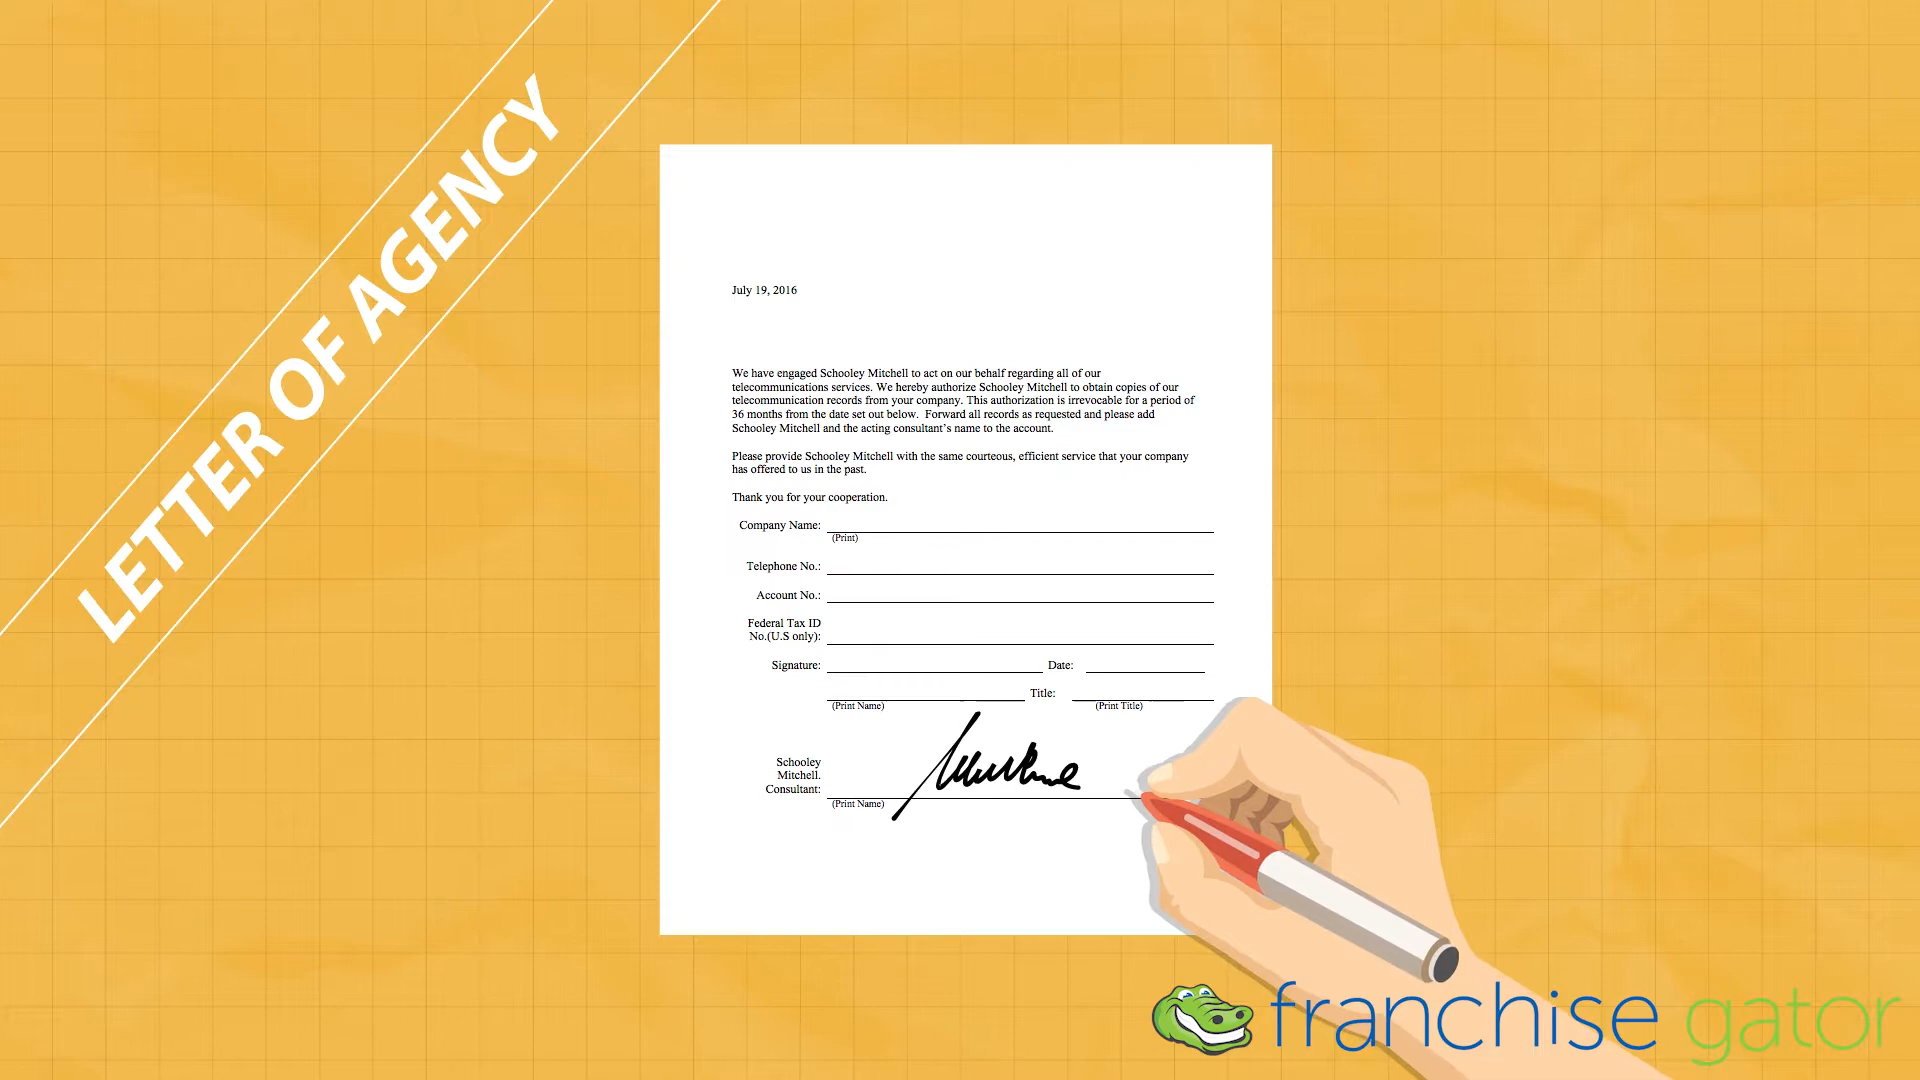 LETTER OF AGENCY
July 19, 2016
We have engaged Schooley Mitchell to act on our behalf regarding all of our
telecommunications services. We hereby authorize Schooley Mitchell to obtain copies of our
telecommunication records from your company. This authorization is irrevocable for a period of
36 months from the date set out below.  Forward all records as requested and please add
Schooley Mitchell and the acting consultant's name to the account.
Please provide Schooley Mitchell with the same courteous, efficient service that your company
has offered to us in the past.
Thank you for your cooperation.
Company Name:
(Print)
Telephone No.:
Account No.:
Federal Tax ID
No.(U.S only):
Signature: Date:
Title:
(Print Name) (Print Title)
Schooley
Mitchell.
Consultant:
(Print Name)
franchise gator